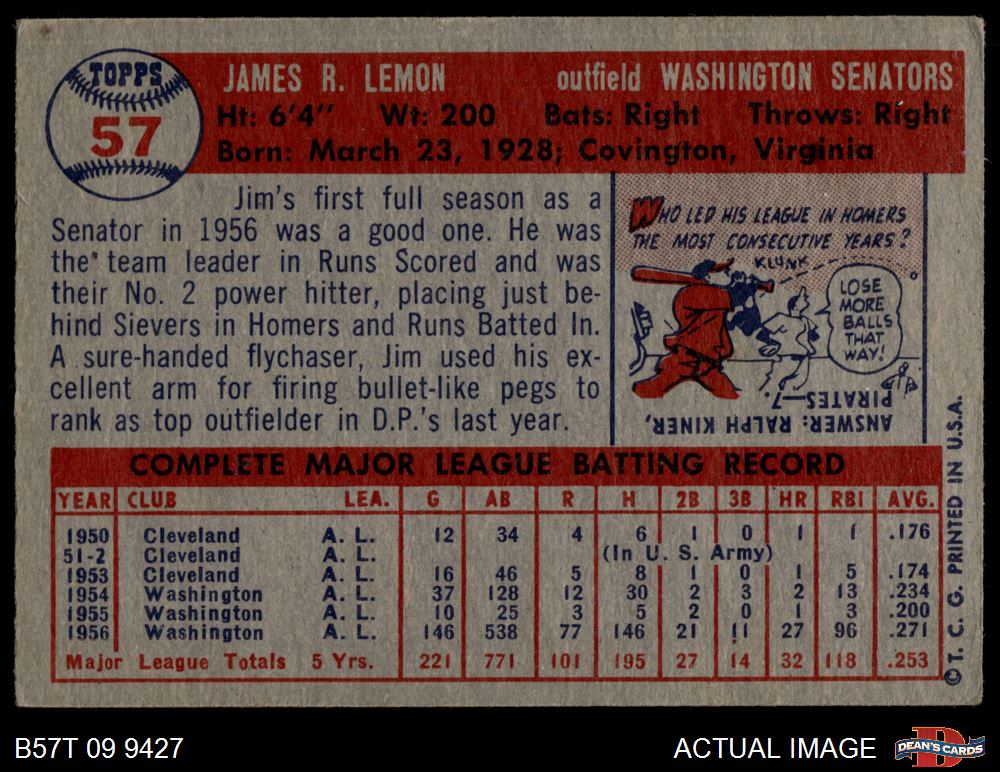 TOPPS
57
JAMES R. LEMON outfield WASHINGTON SENATORS
Ht: 6'4" Wt: 200 Bats: Right Throws: Right
Born: March 23, 1928; Covington, Virginia
Jim's first full season as a
Senator in 1956 was a good one. He was
the team leader in Runs Scored and was
their No. 2 power hitter, placing just be-
hind Sievers in Homers and Runs Batted In.
A sure-handed flychaser, Jim used his ex-
cellent arm for firing bullet-like pegs to
rank as top outfielder in D.P.'s last year.
WHO LED HIS LEAGUE IN HOMERS
THE MOST CONSECUTIVE YEARS?
KLUNK
LOSE
MORE
BALLS
THAT
WAY!
ANSWER: RALPH KINER,
PIRATES—7.
COMPLETE MAJOR LEAGUE BATTING RECORD
YEAR CLUB LEA. G AB R H 2B 3B HR RBI AVG.
1950 Cleveland A. L. 12 34 4 6 1 0 1 1 .176
51-2 Cleveland A. L. (In U. S. Army)
1953 Cleveland A. L. 16 46 5 8 1 0 1 5 .174
1954 Washington A. L. 37 128 12 30 2 3 2 13 .234
1955 Washington A. L. 10 25 3 5 2 0 1 3 .200
1956 Washington A. L. 146 538 77 146 21 11 27 96 .271
Major League Totals 5 Yrs. 221 771 101 195 27 14 32 118 .253
© T. C. G. PRINTED IN U.S.A.
B57T 09 9427
ACTUAL IMAGE
DEAN'S CARDS